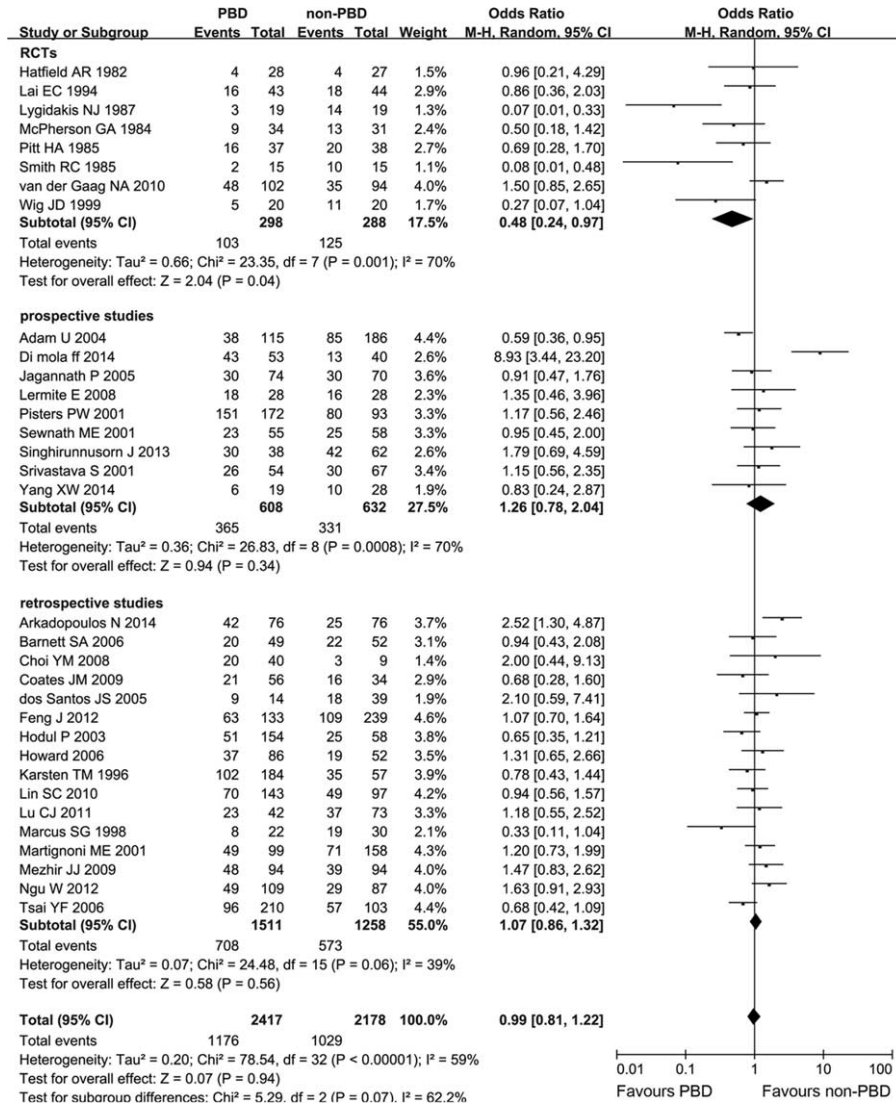 PBD non-PBD Odds Ratio Odds Ratio
Study or Subgroup Events Total Events Total Weight M-H, Random, 95% CI M-H, Random, 95% CI
RCTs
Hatfield AR 1982 4 28 4 27 1.5% 0.96 [0.21, 4.29]
Lai EC 1994 16 43 18 44 2.9% 0.86 [0.36, 2.03]
Lygidakis NJ 1987 3 19 14 19 1.4% 0.07 [0.01, 0.33]
McPherson GA 1984 9 34 13 31 2.4% 0.50 [0.18, 1.42]
Pitt HA 1985 16 37 20 38 2.8% 0.69 [0.28, 1.70]
Smith RC 1985 2 15 10 15 1.1% 0.08 [0.01, 0.48]
van der Gaag NA 2010 48 102 35 94 4.0% 1.50 [0.85, 2.65]
Wig JD 1999 5 20 11 20 1.7% 0.27 [0.07, 1.04]
Subtotal (95% CI) 298 288 17.5% 0.48 [0.24, 0.97]
Total events 103 125
Heterogeneity: Tau² = 0.66; Chi² = 23.35, df = 7 (P = 0.001); I² = 70%
Test for overall effect: Z = 2.04 (P = 0.04)
prospective studies
Adam U 2004 38 115 85 186 4.4% 0.59 [0.36, 0.95]
Di mola ff 2014 43 53 13 40 2.6% 8.93 [3.44, 23.20]
Jagannath P 2005 30 74 30 70 3.6% 0.91 [0.47, 1.76]
Lermite E 2008 18 28 16 28 2.3% 1.35 [0.46, 3.96]
Pisters PW 2001 151 172 80 93 3.3% 1.17 [0.56, 2.46]
Sewnath ME 2001 23 55 25 58 3.3% 0.95 [0.45, 2.00]
Singhirunnusorn J 2013 30 38 42 62 2.6% 1.79 [0.69, 4.59]
Srivastava S 2001 26 54 30 67 3.4% 1.15 [0.56, 2.35]
Yang XW 2014 6 19 10 28 1.9% 0.83 [0.24, 2.87]
Subtotal (95% CI) 608 632 27.5% 1.26 [0.78, 2.04]
Total events 365 331
Heterogeneity: Tau² = 0.36; Chi² = 26.83, df = 8 (P = 0.0008); I² = 70%
Test for overall effect: Z = 0.94 (P = 0.34)
retrospective studies
Arkadopoulos N 2014 42 76 25 76 3.7% 2.52 [1.30, 4.87]
Barnett SA 2006 20 49 22 52 3.1% 0.94 [0.43, 2.08]
Choi YM 2008 20 40 3 9 1.4% 2.00 [0.44, 9.13]
Coates JM 2009 21 56 16 34 2.9% 0.68 [0.28, 1.60]
dos Santos JS 2005 9 14 18 39 1.9% 2.10 [0.59, 7.41]
Feng J 2012 63 133 109 239 4.6% 1.07 [0.70, 1.64]
Hodul P 2003 51 154 25 58 3.8% 0.65 [0.35, 1.21]
Howard 2006 37 86 19 52 3.4% 1.31 [0.65, 2.66]
Karsten TM 1996 102 184 35 57 3.9% 0.78 [0.43, 1.44]
Lin SC 2010 70 143 49 97 4.2% 0.94 [0.56, 1.57]
Lu CJ 2011 23 42 37 73 3.2% 1.18 [0.55, 2.52]
Marcus SG 1998 8 22 19 30 2.1% 0.33 [0.11, 1.04]
Martignoni ME 2001 49 99 71 158 4.3% 1.20 [0.73, 1.99]
Mezhir JJ 2009 48 94 39 94 4.0% 1.47 [0.83, 2.62]
Ngu W 2012 49 109 29 87 4.0% 1.63 [0.91, 2.93]
Tsai YF 2006 96 210 57 103 4.4% 0.68 [0.42, 1.09]
Subtotal (95% CI) 1511 1258 55.0% 1.07 [0.86, 1.32]
Total events 708 573
Heterogeneity: Tau² = 0.07; Chi² = 24.48, df = 15 (P = 0.06); I² = 39%
Test for overall effect: Z = 0.58 (P = 0.56)
Total (95% CI) 2417 2178 100.0% 0.99 [0.81, 1.22]
Total events 1176 1029
Heterogeneity: Tau² = 0.20; Chi² = 78.54, df = 32 (P < 0.00001); I² = 59%
Test for overall effect: Z = 0.07 (P = 0.94)
Test for subgroup differences: Chi² = 5.29, df = 2 (P = 0.07), I² = 62.2%
0.01 0.1 1 10 100
Favours PBD Favours non-PBD